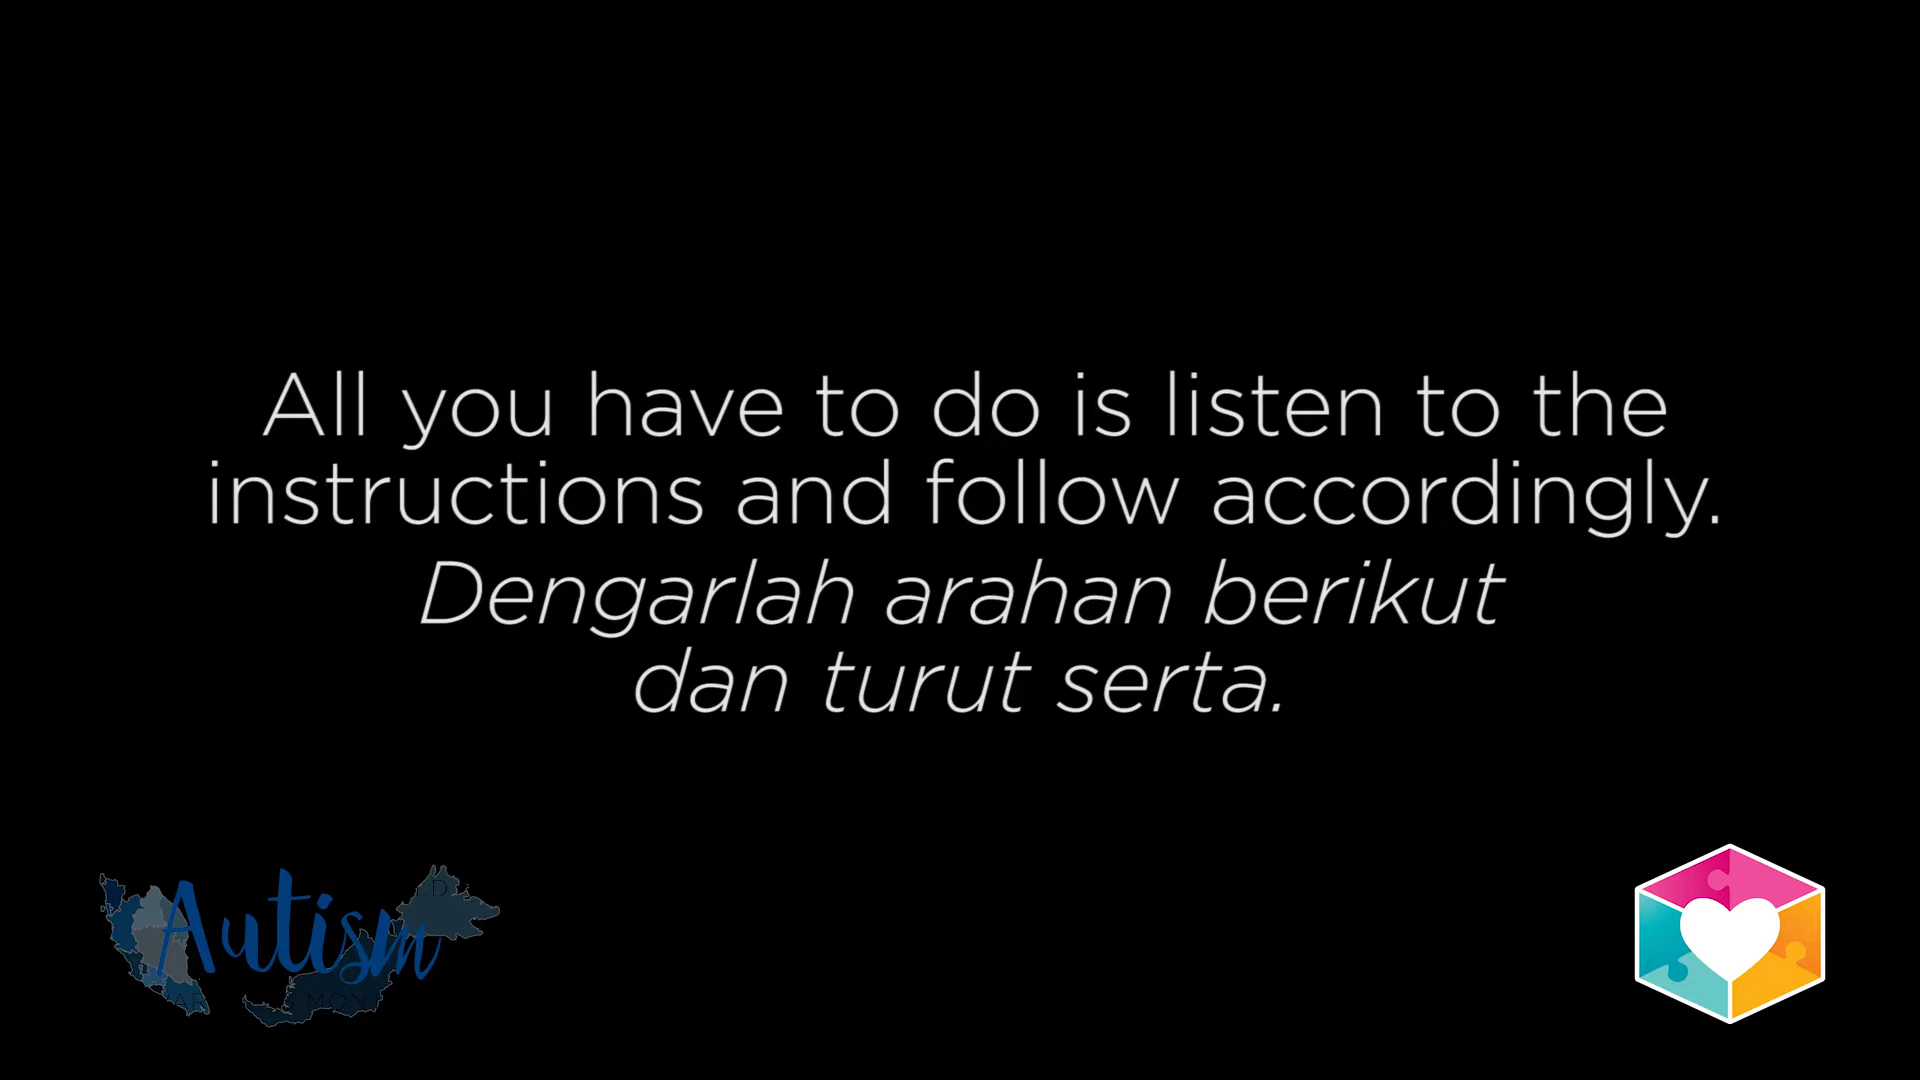 All you have to do is listen to the
instructions and follow accordingly.
Dengarlah arahan berikut
dan turut serta.
Autism